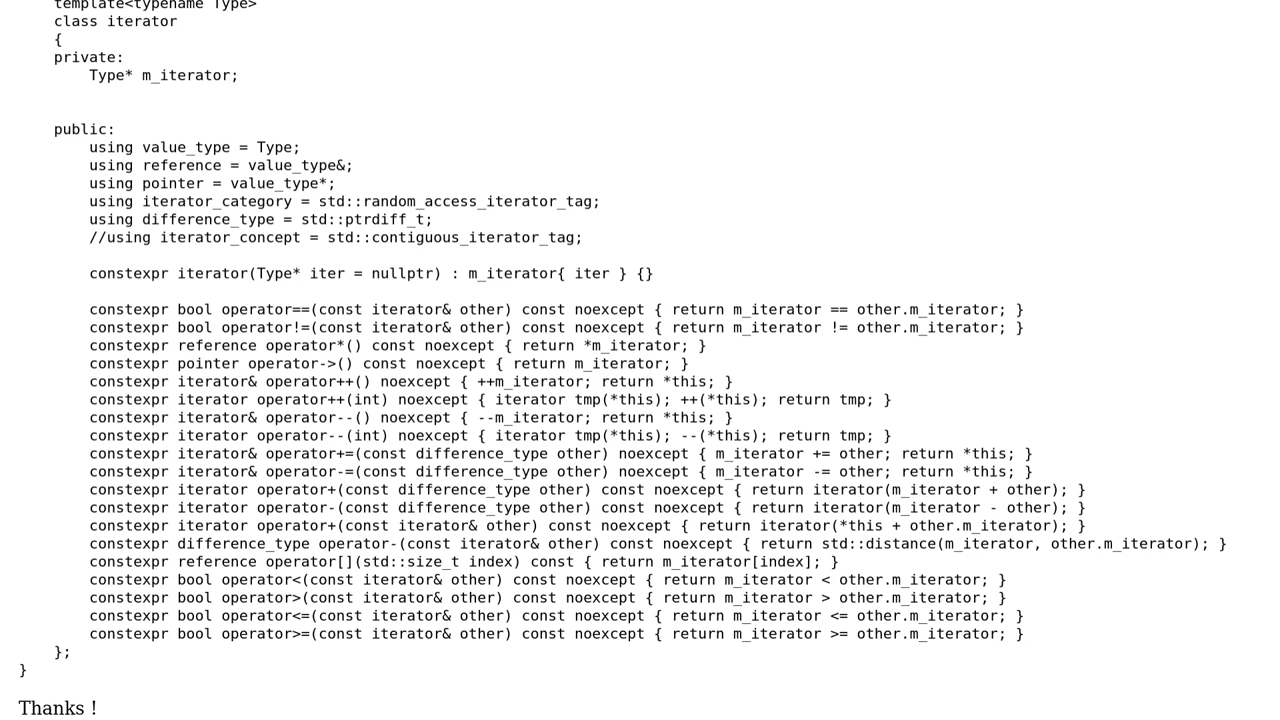 template<typename Type>
class iterator
{
private:
Type* m_iterator;
public:
using value_type = Type;
using reference = value_type&;
using pointer = value_type*;
using iterator_category = std::random_access_iterator_tag;
using difference_type = std::ptrdiff_t;
//using iterator_concept = std::contiguous_iterator_tag;
constexpr iterator(Type* iter = nullptr) : m_iterator{ iter } {}
constexpr bool operator==(const iterator& other) const noexcept { return m_iterator == other.m_iterator; }
constexpr bool operator!=(const iterator& other) const noexcept { return m_iterator != other.m_iterator; }
constexpr reference operator*() const noexcept { return *m_iterator; }
constexpr pointer operator->() const noexcept { return m_iterator; }
constexpr iterator& operator++() noexcept { ++m_iterator; return *this; }
constexpr iterator operator++(int) noexcept { iterator tmp(*this); ++(*this); return tmp; }
constexpr iterator& operator--() noexcept { --m_iterator; return *this; }
constexpr iterator operator--(int) noexcept { iterator tmp(*this); --(*this); return tmp; }
constexpr iterator& operator+=(const difference_type other) noexcept { m_iterator += other; return *this; }
constexpr iterator& operator-=(const difference_type other) noexcept { m_iterator -= other; return *this; }
constexpr iterator operator+(const difference_type other) const noexcept { return iterator(m_iterator + other); }
constexpr iterator operator-(const difference_type other) const noexcept { return iterator(m_iterator - other); }
constexpr iterator operator+(const iterator& other) const noexcept { return iterator(*this + other.m_iterator); }
constexpr difference_type operator-(const iterator& other) const noexcept { return std::distance(m_iterator, other.m_iterator); }
constexpr reference operator[](std::size_t index) const { return m_iterator[index]; }
constexpr bool operator<(const iterator& other) const noexcept { return m_iterator < other.m_iterator; }
constexpr bool operator>(const iterator& other) const noexcept { return m_iterator > other.m_iterator; }
constexpr bool operator<=(const iterator& other) const noexcept { return m_iterator <= other.m_iterator; }
constexpr bool operator>=(const iterator& other) const noexcept { return m_iterator >= other.m_iterator; }
};
}
Thanks !